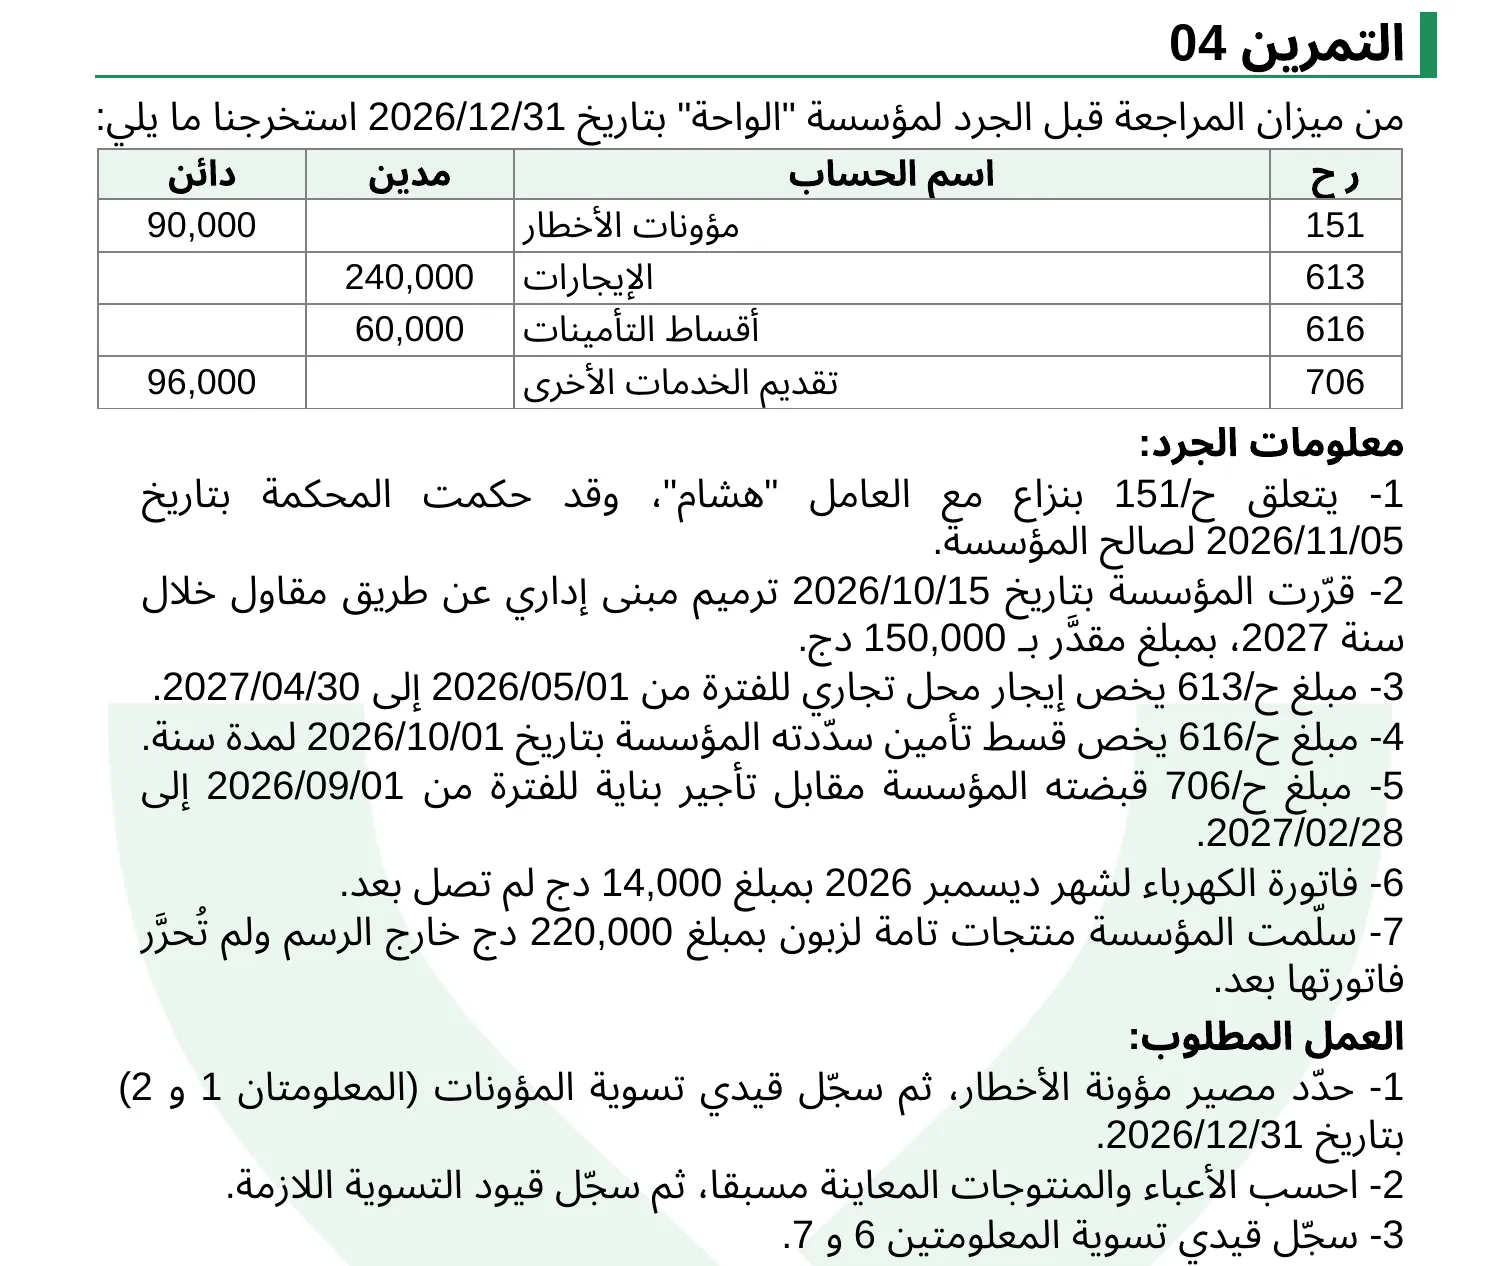 التمرين 04
من ميزان المراجعة قبل الجرد لمؤسسة "الواحة" بتاريخ 2026/12/31 استخرجنا ما يلي:
ر ح اسم الحساب مدين دائن
151 مؤونات الأخطار 90,000
613 الإيجارات 240,000
616 أقساط التأمينات 60,000
706 تقديم الخدمات الأخرى 96,000
معلومات الجرد:
1- يتعلق ح/151 بنزاع مع العامل "هشام"، وقد حكمت المحكمة بتاريخ
2026/11/05 لصالح المؤسسة.
2- قرّرت المؤسسة بتاريخ 2026/10/15 ترميم مبنى إداري عن طريق مقاول خلال
سنة 2027، بمبلغ مقدَّر بـ 150,000 دج.
3- مبلغ ح/613 يخص إيجار محل تجاري للفترة من 2026/05/01 إلى 2027/04/30.
4- مبلغ ح/616 يخص قسط تأمين سدّدته المؤسسة بتاريخ 2026/10/01 لمدة سنة.
5- مبلغ ح/706 قبضته المؤسسة مقابل تأجير بناية للفترة من 2026/09/01 إلى
2027/02/28.
6- فاتورة الكهرباء لشهر ديسمبر 2026 بمبلغ 14,000 دج لم تصل بعد.
7- سلّمت المؤسسة منتجات تامة لزبون بمبلغ 220,000 دج خارج الرسم ولم تُحرَّر
فاتورتها بعد.
العمل المطلوب:
1- حدّد مصير مؤونة الأخطار، ثم سجّل قيدي تسوية المؤونات (المعلومتان 1 و 2)
بتاريخ 2026/12/31.
2- احسب الأعباء والمنتوجات المعاينة مسبقا، ثم سجّل قيود التسوية اللازمة.
3- سجّل قيدي تسوية المعلومتين 6 و 7.